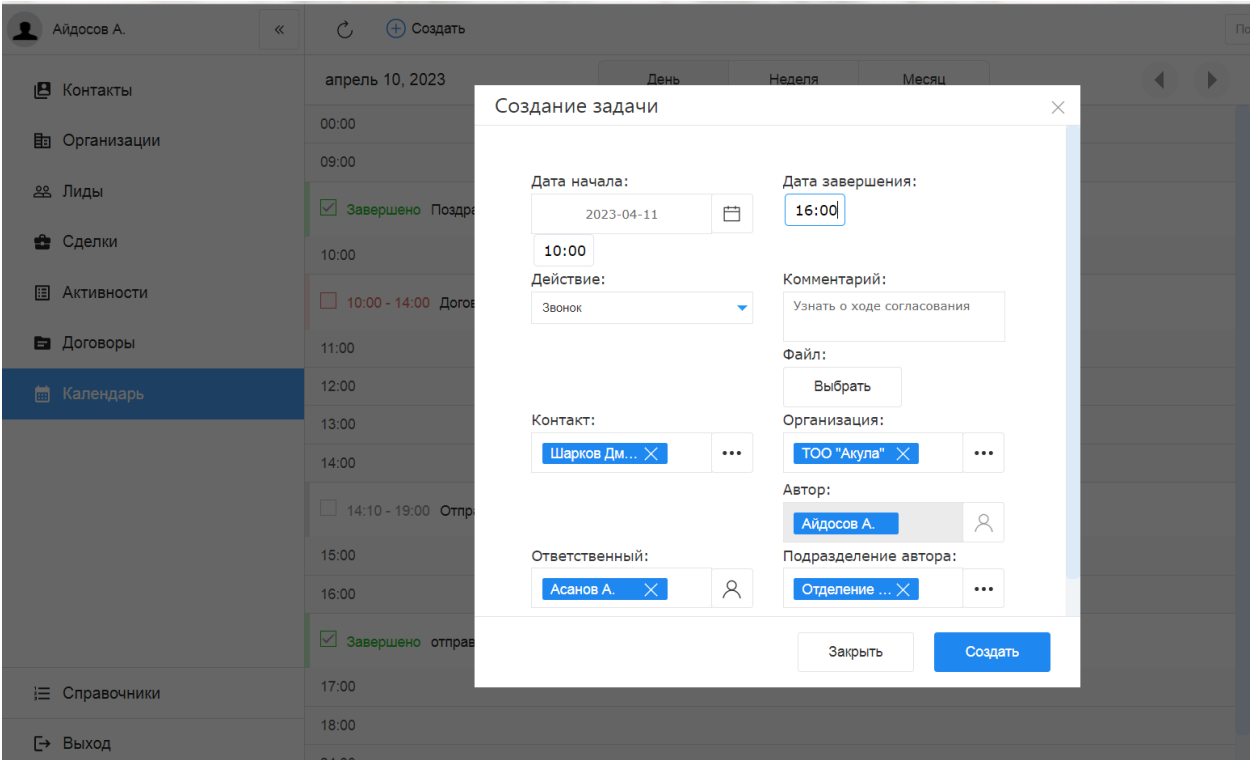 Айдосов А.
«
Создать
По
Контакты
Организации
Лиды
Сделки
Активности
Договоры
Календарь
Справочники
Выход
апрель 10, 2023
День
Неделя
Месяц
00:00
09:00
Завершено Поздра
10:00
10:00 - 14:00 Догов
11:00
12:00
13:00
14:00
14:10 - 19:00 Отпра
15:00
16:00
Завершено отправ
17:00
18:00
Создание задачи
Дата начала:
Дата завершения:
2023-04-11
16:00
10:00
Действие:
Комментарий:
Звонок
Узнать о ходе согласования
Файл:
Выбрать
Контакт:
Организация:
Шарков Дм...
ТОО "Акула"
Автор:
Айдосов А.
Ответственный:
Подразделение автора:
Асанов А.
Отделение ...
Закрыть
Создать